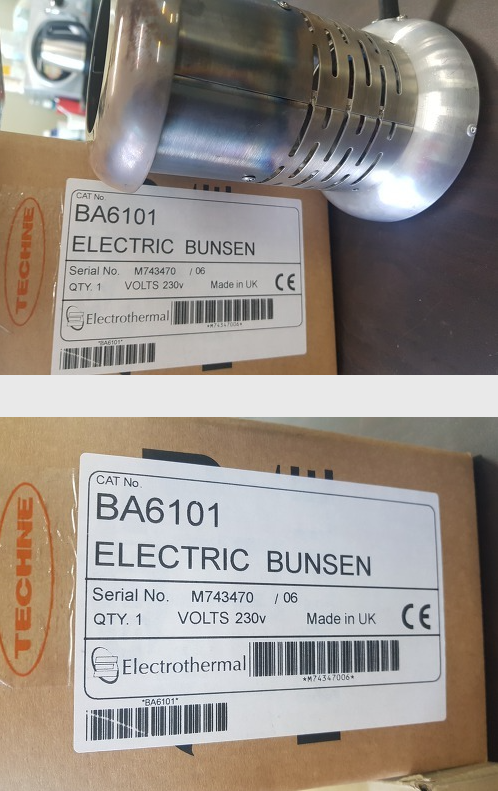 TECHNE
CAT No.
BA6101
ELECTRIC BUNSEN
Serial No. M743470 / 06
QTY. 1 VOLTS 230v Made in UK CE
Electrothermal
*M74347006*
*BA6101*
TECHNE
CAT No.
BA6101
ELECTRIC BUNSEN
Serial No. M743470 / 06
QTY. 1 VOLTS 230v Made in UK CE
Electrothermal
*M74347006*
*BA6101*